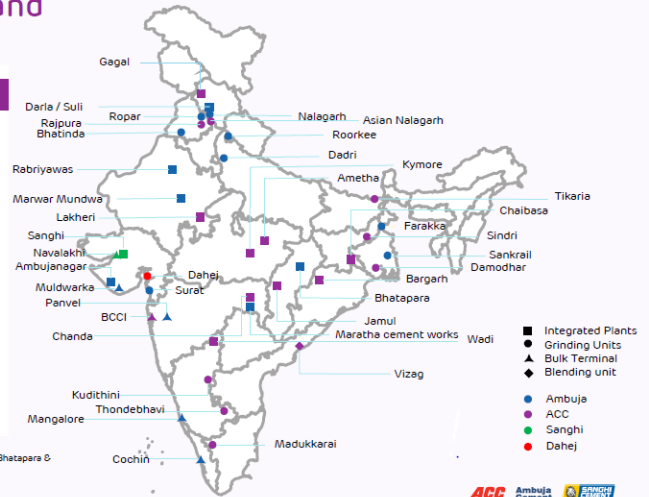 and
Gagal
Darla / Suli
Ropar
Nalagarh
Rajpura
Asian Nalagarh
Bhatinda
Roorkee
Dadri
Kymore
Rabriyawas
Ametha
Marwar Mundwa
Tikaria
Chaibasa
Lakheri
Farakka
Sanghi
Sindri
Navalakhi
Sankrail
Ambujanagar
Damodhar
Dahej
Bargarh
Muldwarka
Surat
Bhatapara
Panvel
BCCI
Jamul
Chanda
Maratha cement works
Wadi
Vizag
Kudithini
Thondebhavi
Mangalore
Madukkarai
Cochin
Integrated Plants
Grinding Units
Bulk Terminal
Blending unit
Ambuja
ACC
Sanghi
Dahej
Bhatapara &
ACC
Ambuja
Cement
SANGHI
CEMENT